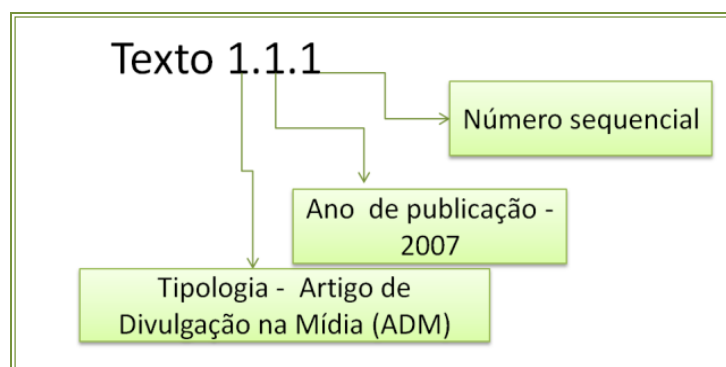 Texto 1.1.1
Número sequencial
Ano de publicação -
2007
Tipologia - Artigo de
Divulgação na Mídia (ADM)